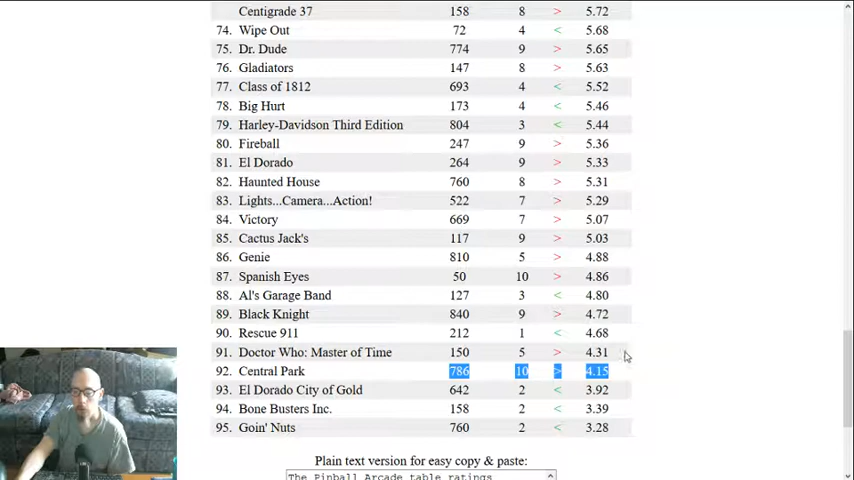 Centigrade 37 158 8 > 5.72
74. Wipe Out 72 4 < 5.68
75. Dr. Dude 774 9 > 5.65
76. Gladiators 147 8 > 5.63
77. Class of 1812 693 4 < 5.52
78. Big Hurt 173 4 < 5.46
79. Harley-Davidson Third Edition 804 3 < 5.44
80. Fireball 247 9 > 5.36
81. El Dorado 264 9 > 5.33
82. Haunted House 760 8 > 5.31
83. Lights...Camera...Action! 522 7 > 5.29
84. Victory 669 7 > 5.07
85. Cactus Jack's 117 9 > 5.03
86. Genie 810 5 > 4.88
87. Spanish Eyes 50 10 > 4.86
88. Al's Garage Band 127 3 < 4.80
89. Black Knight 840 9 > 4.72
90. Rescue 911 212 1 < 4.68
91. Doctor Who: Master of Time 150 5 > 4.31
92. Central Park 786 10 > 4.15
93. El Dorado City of Gold 642 2 < 3.92
94. Bone Busters Inc. 158 2 < 3.39
95. Goin' Nuts 760 2 < 3.28
Plain text version for easy copy & paste:
The Pinball Arcade table ratings